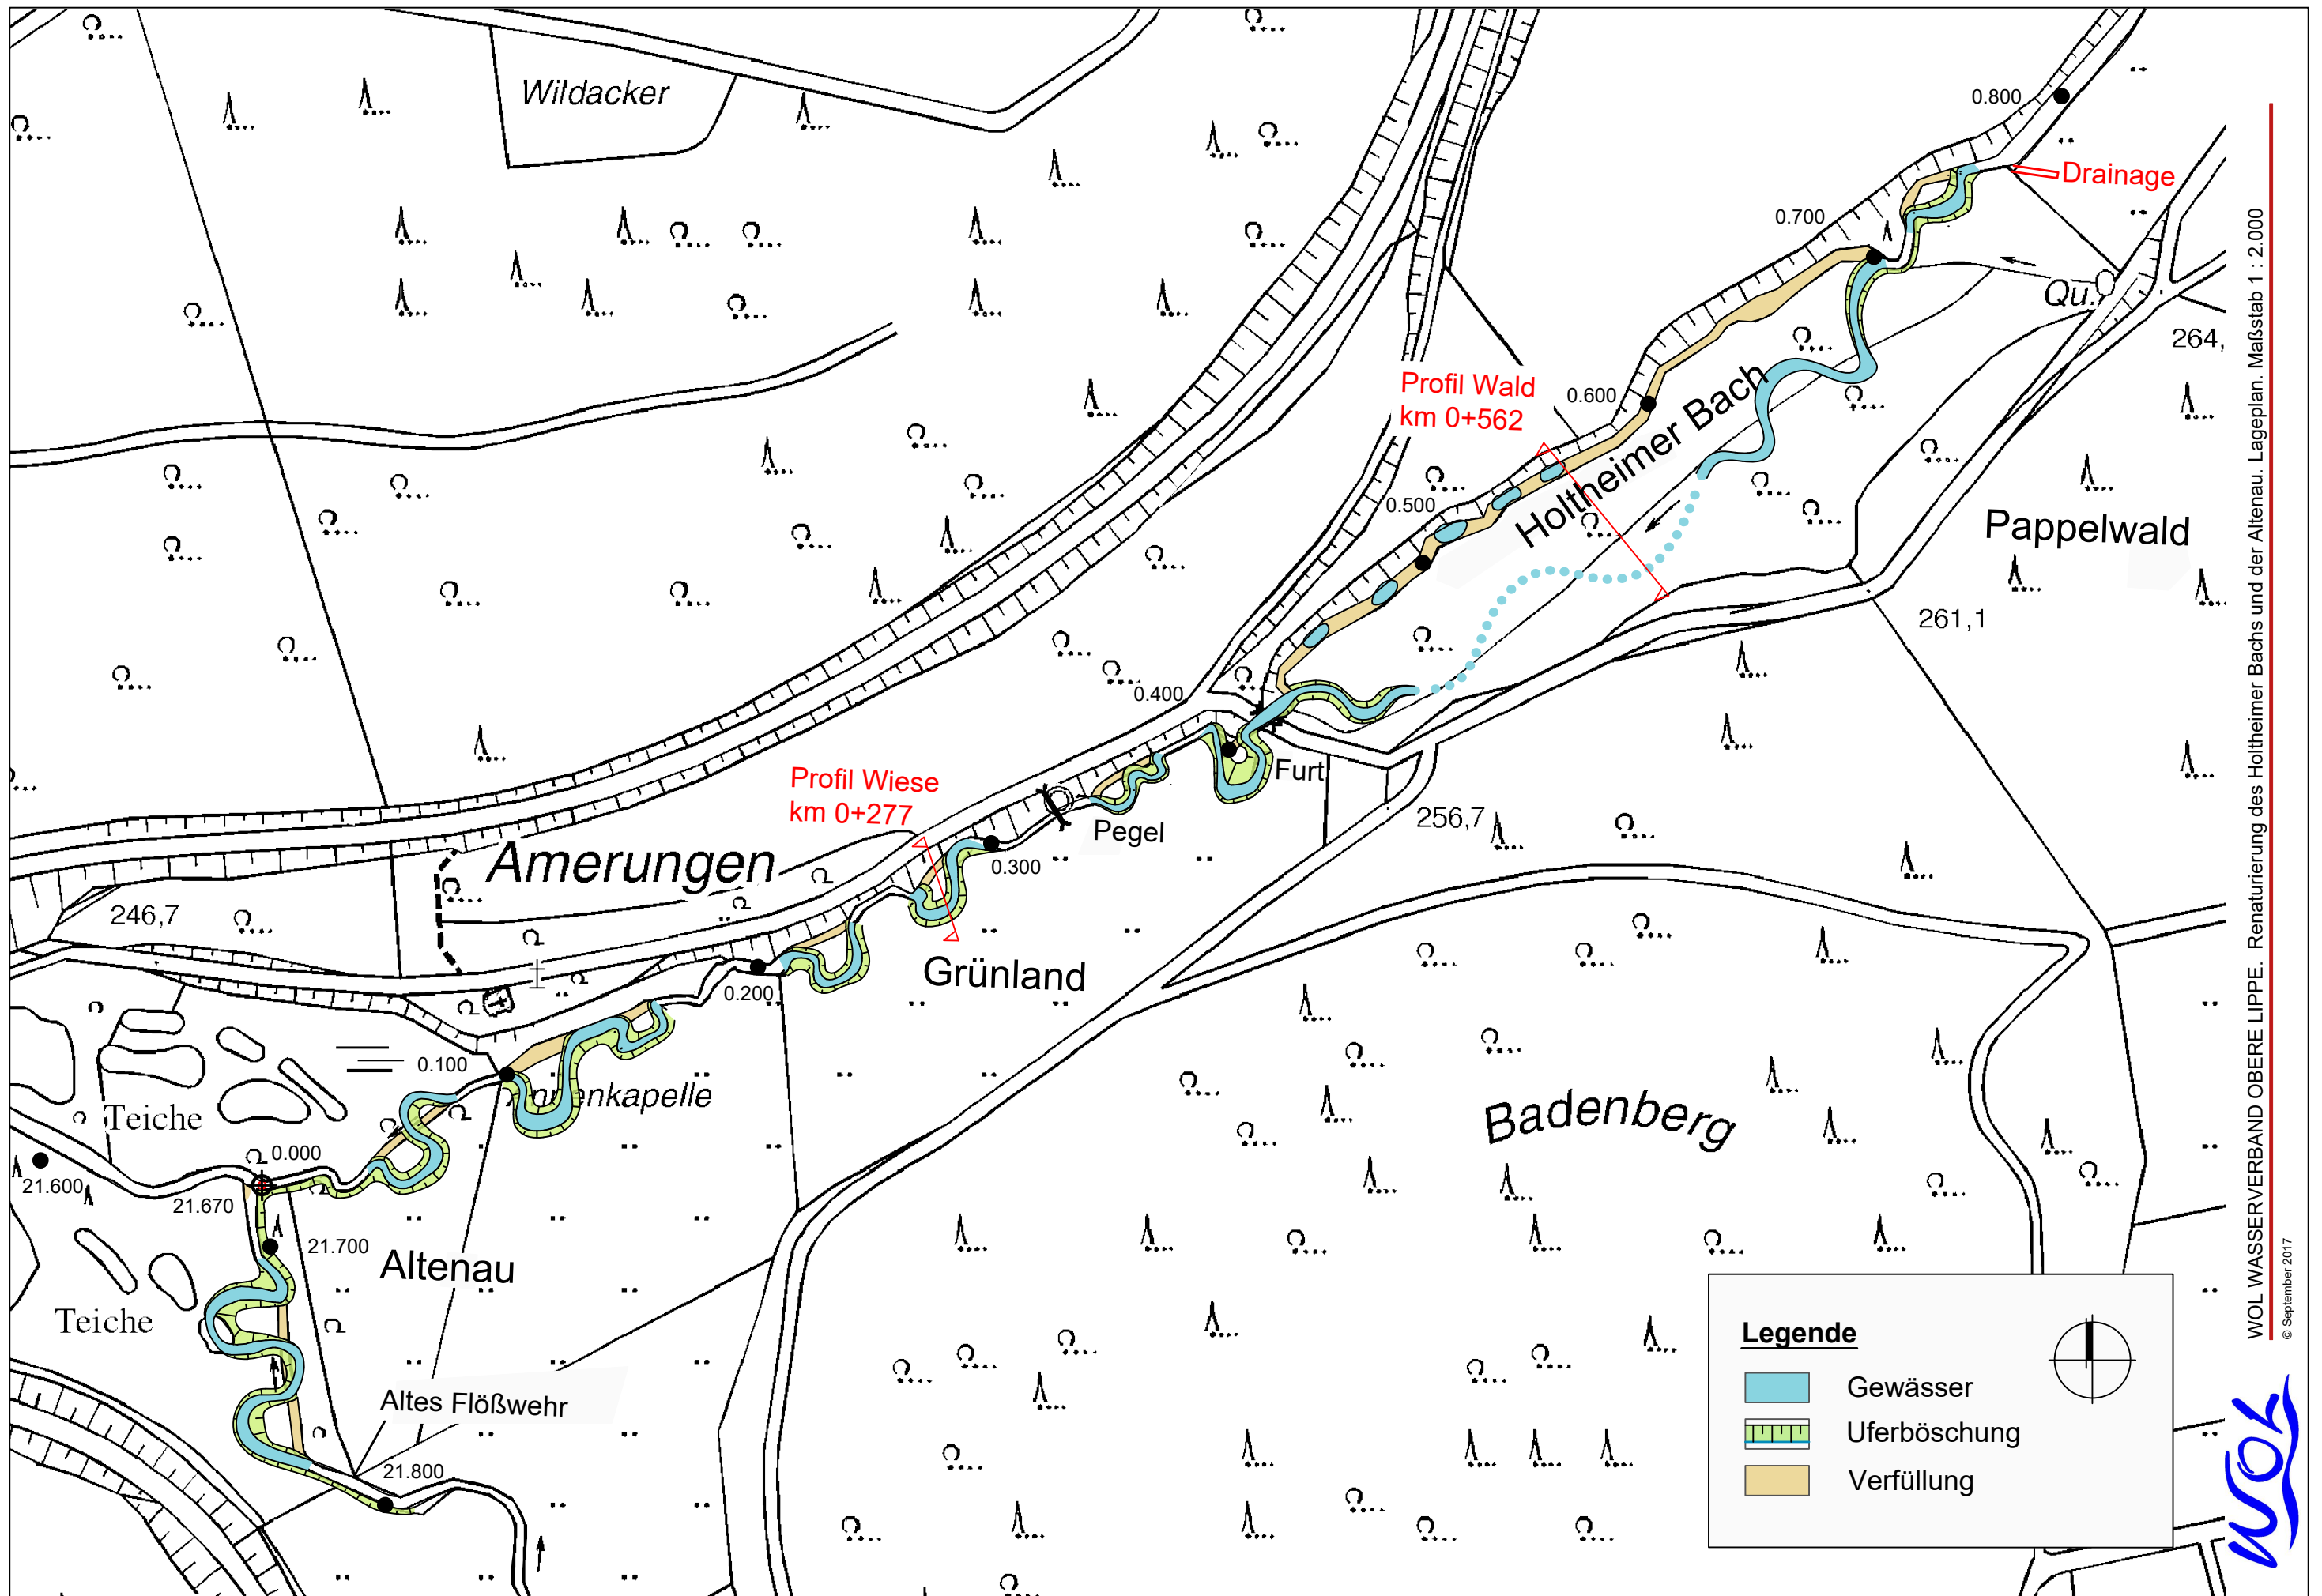 Wildacker
0.800
Drainage
0.700
Qu.
264,
Profil Wald
km 0+562
0.600
Holtheimer Bach
0.500
Pappelwald
261,1
0.400
Furt
Profil Wiese
km 0+277
256,7
Pegel
Amerungen
0.300
246,7
Grünland
0.200
0.100
nnenkapelle
Teiche
Badenberg
0.000
21.600
21.670
21.700
Altenau
Teiche
Altes Flößwehr
21.800
Legende
Gewässer
Uferböschung
Verfüllung
WOL WASSERVERBAND OBERE LIPPE. Renaturierung des Holtheimer Bachs und der Altenau. Lageplan. Maßstab 1 : 2.000
© September 2017
WOL